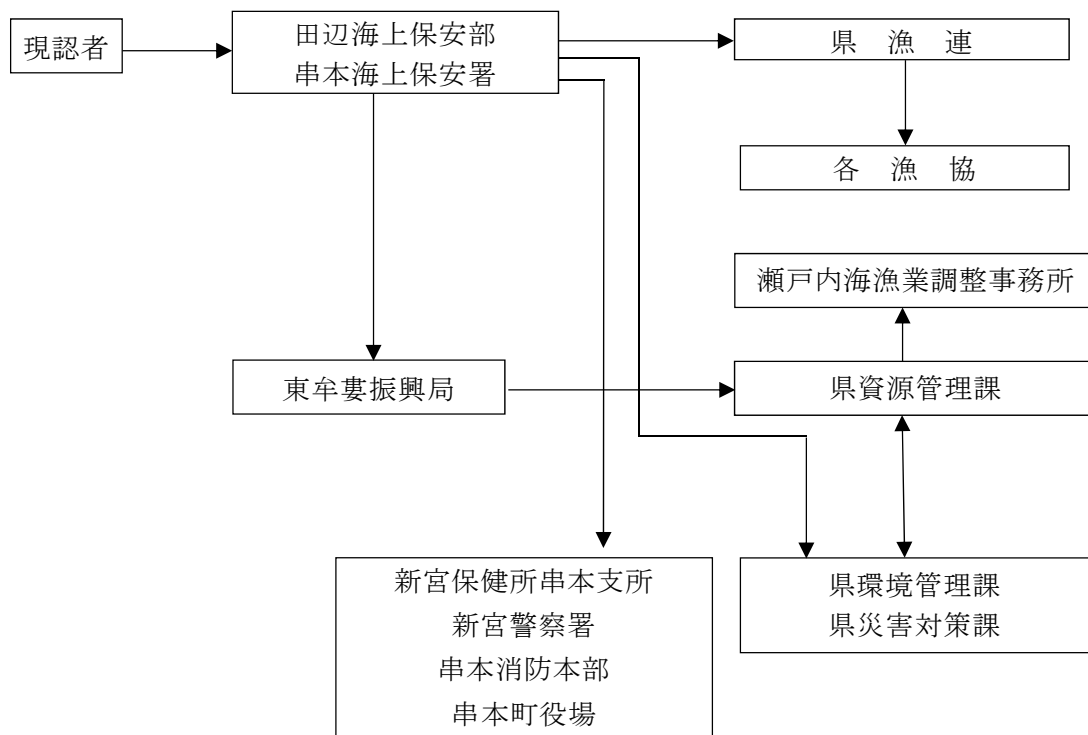 現認者
田辺海上保安部
串本海上保安署
県 漁 連
各 漁 協
瀬戸内海漁業調整事務所
東牟婁振興局
県資源管理課
新宮保健所串本支所
新宮警察署
串本消防本部
串本町役場
県環境管理課
県災害対策課